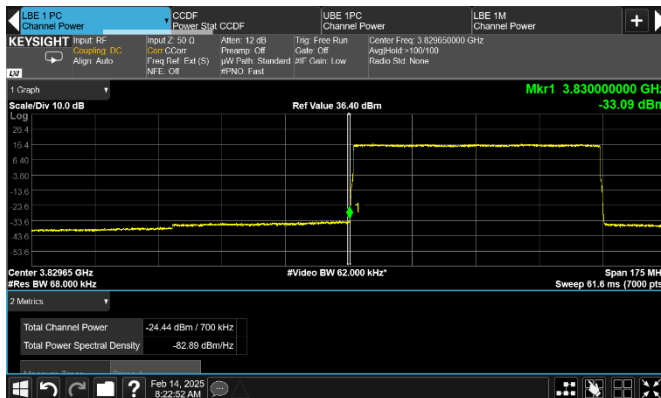 LBE 1 PC
Channel Power
CCDF
Power Stat CCDF
UBE 1PC
Channel Power
LBE 1M
Channel Power
+
KEYSIGHT
Input: RF
Coupling: DC
Align: Auto
Input Z: 50 Ω
Corr CCorr
Freq Ref: Ext (S)
NFE: Off
Atten: 12 dB
Preamp: Off
µW Path: Standard
#PNO: Fast
Trig: Free Run
Gate: Off
#IF Gain: Low
Center Freq: 3.829650000 GHz
Avg|Hold:>100/100
Radio Std: None
LXI
1 Graph
Mkr1 3.830000000 GHz
Scale/Div 10.0 dB
Ref Value 36.40 dBm
-33.09 dBm
Log
26.4
16.4
6.40
-3.60
-13.6
-23.6
-33.6
-43.6
-53.6
1
Center 3.82965 GHz
#Video BW 62.000 kHz*
Span 175 MH
#Res BW 68.000 kHz
Sweep 61.6 ms (7000 pts
2 Metrics
Total Channel Power -24.44 dBm / 700 kHz
Total Power Spectral Density -82.89 dBm/Hz
Feb 14, 2025
8:22:52 AM
?